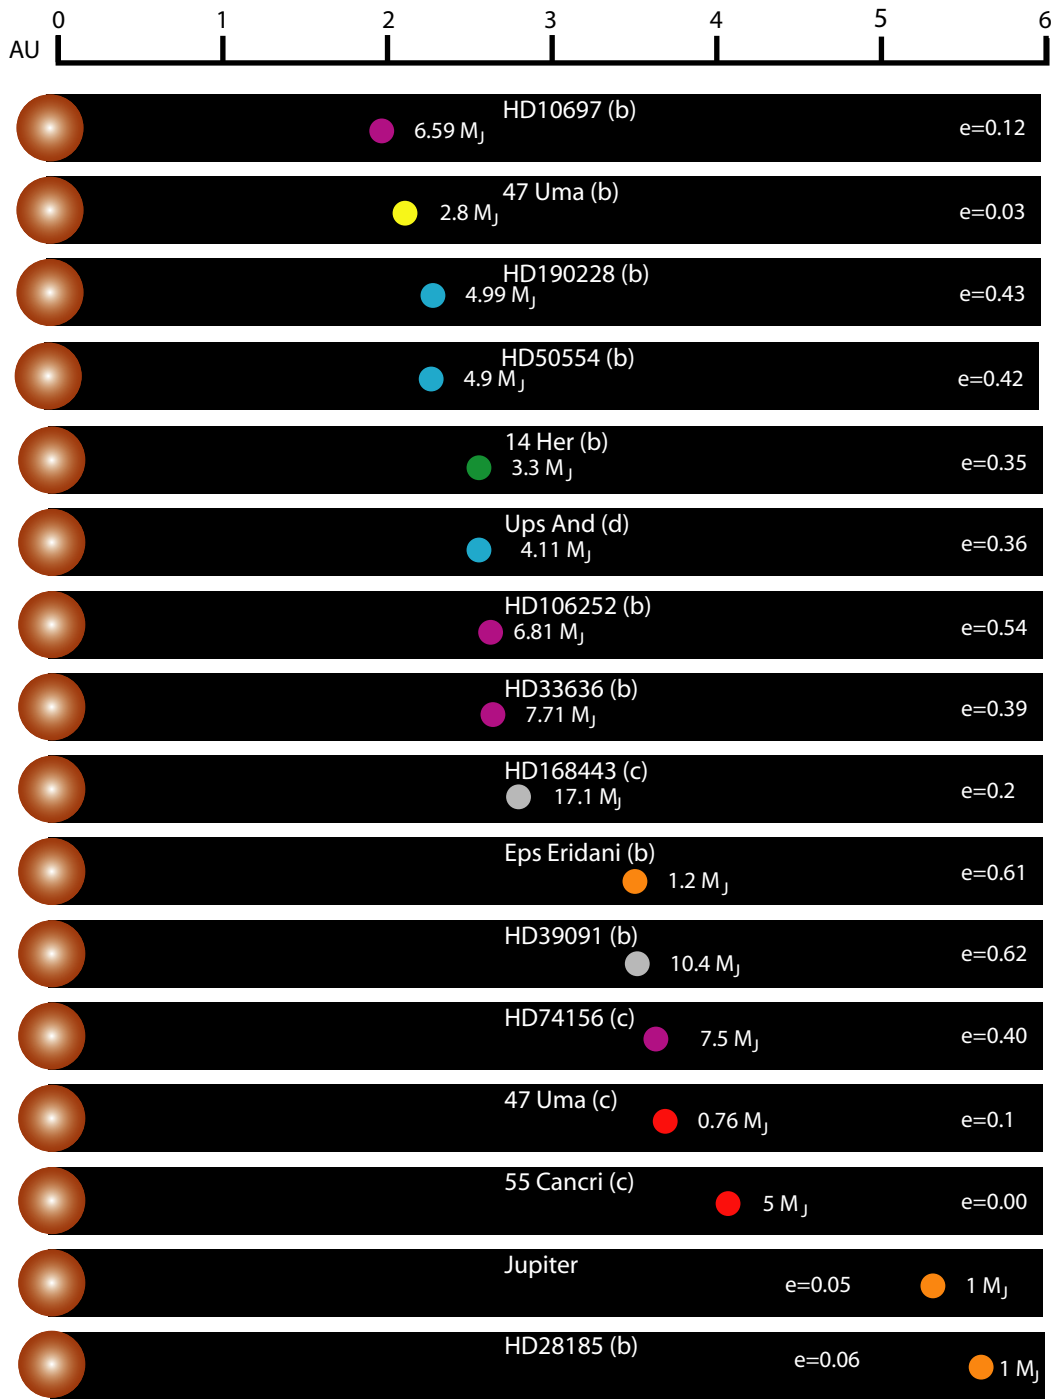 0 1 2 3 4 5 6
AU
HD10697 (b)
6.59 MJ e=0.12
47 Uma (b)
2.8 MJ e=0.03
HD190228 (b)
4.99 MJ e=0.43
HD50554 (b)
4.9 MJ e=0.42
14 Her (b)
3.3 MJ e=0.35
Ups And (d)
4.11 MJ e=0.36
HD106252 (b)
6.81 MJ e=0.54
HD33636 (b)
7.71 MJ e=0.39
HD168443 (c)
17.1 MJ e=0.2
Eps Eridani (b)
1.2 MJ e=0.61
HD39091 (b)
10.4 MJ e=0.62
HD74156 (c)
7.5 MJ e=0.40
47 Uma (c)
0.76 MJ e=0.1
55 Cancri (c)
5 MJ e=0.00
Jupiter
e=0.05 1 MJ
HD28185 (b)
e=0.06 1 MJ